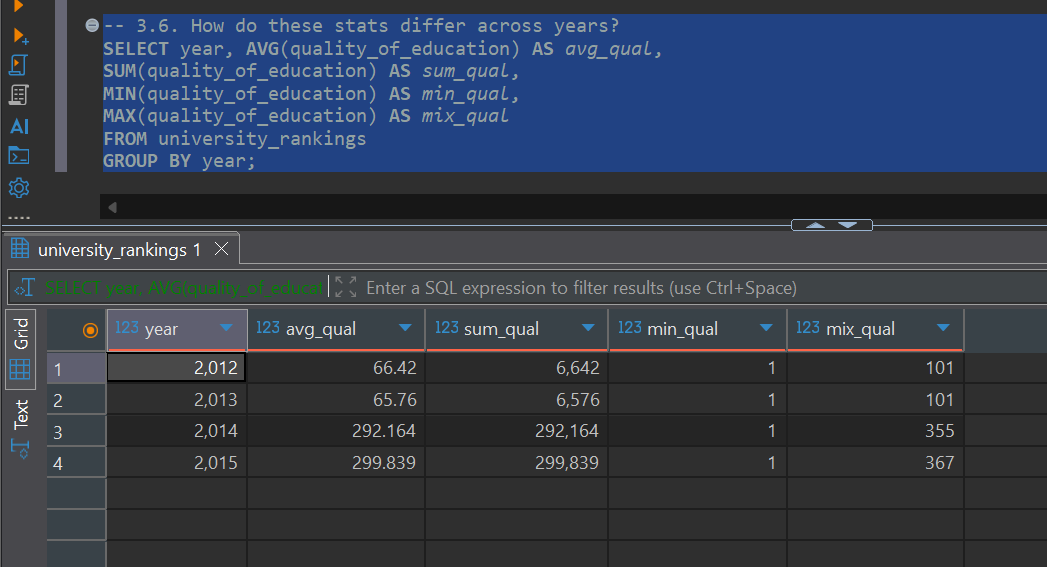 -- 3.6. How do these stats differ across years?
SELECT year, AVG(quality_of_education) AS avg_qual,
SUM(quality_of_education) AS sum_qual,
MIN(quality_of_education) AS min_qual,
MAX(quality_of_education) AS mix_qual
FROM university_rankings
GROUP BY year;
AI
university_rankings 1
SELECT year, AVG(quality_of_educat Enter a SQL expression to filter results (use Ctrl+Space)
Grid
Text
123 year 123 avg_qual 123 sum_qual 123 min_qual 123 mix_qual
1 2,012 66.42 6,642 1 101
2 2,013 65.76 6,576 1 101
3 2,014 292.164 292,164 1 355
4 2,015 299.839 299,839 1 367